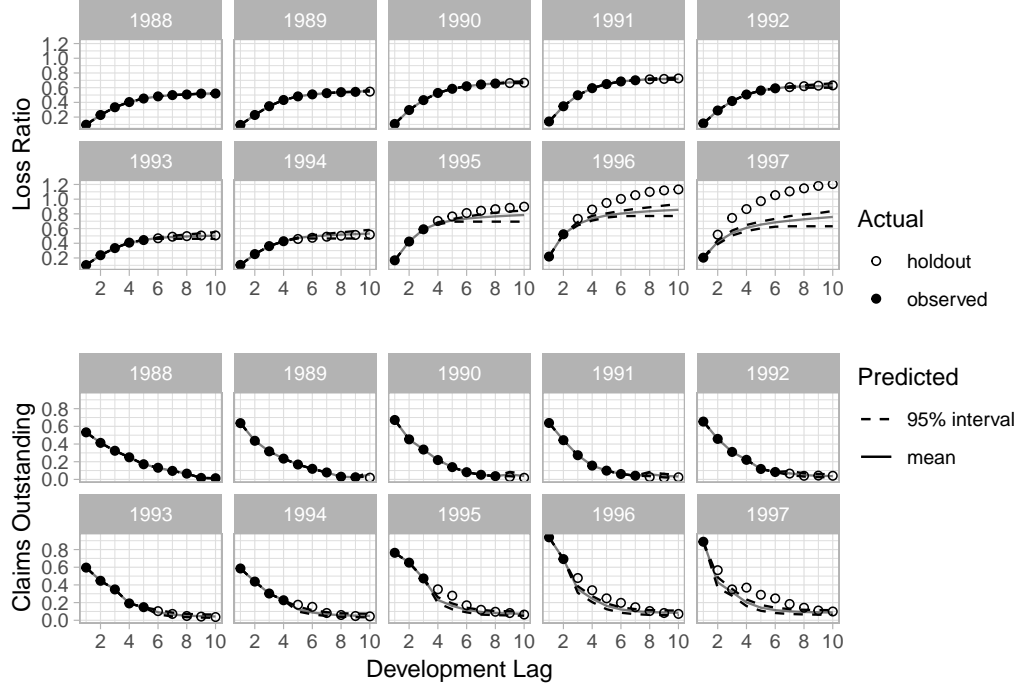 1988 1989 1990 1991 1992
1.2
1.0
0.8
0.6
0.4
0.2
Loss Ratio
1993 1994 1995 1996 1997
1.2
1.0
0.8
0.6
0.4
0.2
2 4 6 8 10 2 4 6 8 10 2 4 6 8 10 2 4 6 8 10 2 4 6 8 10
Actual
holdout
observed
1988 1989 1990 1991 1992
0.8
0.6
0.4
0.2
0.0
Claims Outstanding
1993 1994 1995 1996 1997
0.8
0.6
0.4
0.2
0.0
2 4 6 8 10 2 4 6 8 10 2 4 6 8 10 2 4 6 8 10 2 4 6 8 10
Development Lag
Predicted
95% interval
mean